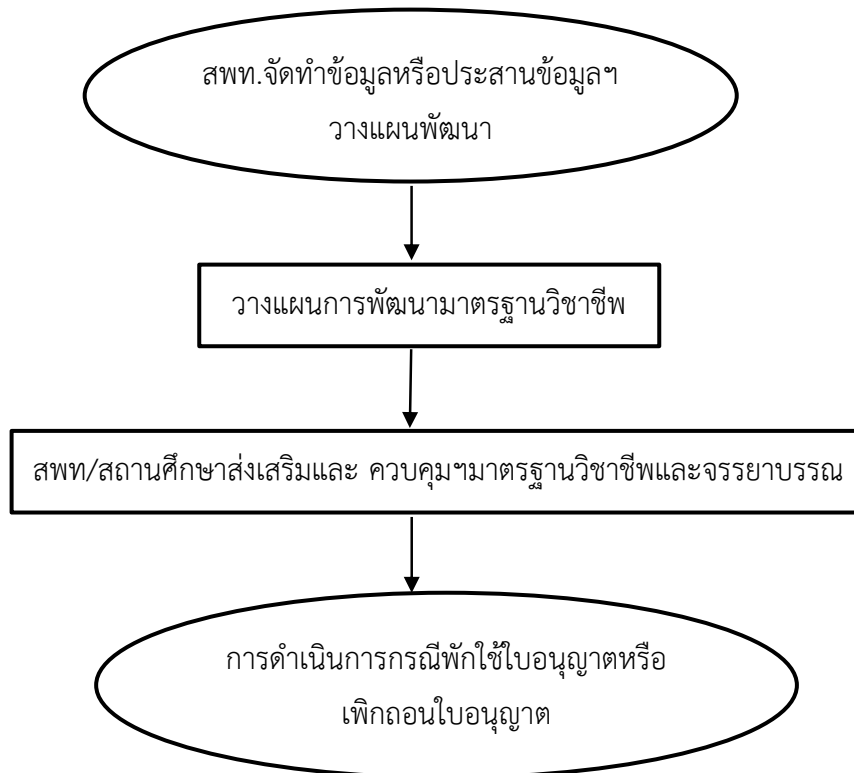 สพท.จัดทำข้อมูลหรือประสานข้อมูลฯ
วางแผนพัฒนา
วางแผนการพัฒนามาตรฐานวิชาชีพ
สพท/สถานศึกษาส่งเสริมและ ควบคุมฯมาตรฐานวิชาชีพและจรรยาบรรณ
การดำเนินการกรณีพักใช้ใบอนุญาตหรือ
เพิกถอนใบอนุญาต